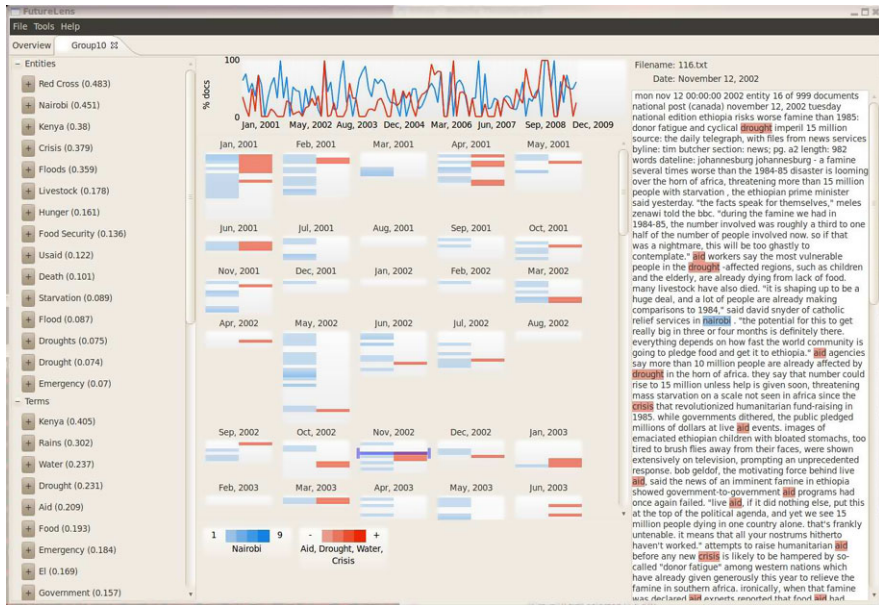 FutureLens
File Tools Help
Overview Group10
Entities
Red Cross (0.483)
Nairobi (0.451)
Kenya (0.38)
Crisis (0.379)
Floods (0.359)
Livestock (0.178)
Hunger (0.161)
Food Security (0.136)
Usaid (0.122)
Death (0.101)
Starvation (0.089)
Flood (0.087)
Droughts (0.075)
Drought (0.074)
Emergency (0.07)
Terms
Kenya (0.405)
Rains (0.302)
Water (0.237)
Drought (0.231)
Aid (0.209)
Food (0.193)
Emergency (0.184)
El (0.169)
Government (0.157)
100
% docs
0
Jan, 2001 May, 2002 Aug, 2003 Dec, 2004 Mar, 2006 Jun, 2007 Sep, 2008 Dec, 2009
Jan, 2001 Feb, 2001 Mar, 2001 Apr, 2001 May, 2001
Jun, 2001 Jul, 2001 Aug, 2001 Sep, 2001 Oct, 2001
Nov, 2001 Dec, 2001 Jan, 2002 Feb, 2002 Mar, 2002
Apr, 2002 May, 2002 Jun, 2002 Jul, 2002 Aug, 2002
Sep, 2002 Oct, 2002 Nov, 2002 Dec, 2002 Jan, 2003
Feb, 2003 Mar, 2003 Apr, 2003 May, 2003 Jun, 2003
1 9 - +
Nairobi Aid, Drought, Water,
Crisis
Filename: 116.txt
Date: November 12, 2002
mon nov 12 00:00:00 2002 entity 16 of 999 documents
national post (canada) november 12, 2002 tuesday
national edition ethiopia risks worse famine than 1985:
donor fatigue and cyclical drought imperil 15 million
source: the daily telegraph, with files from news services
byline: tim butcher section: news; pg. a2 length: 982
words dateline: johannesburg johannesburg - a famine
several times worse than the 1984-85 disaster is looming
over the horn of africa, threatening more than 15 million
people with starvation , the ethiopian prime minister
said yesterday. "the facts speak for themselves," meles
zenawi told the bbc. "during the famine we had in
1984-85, the number involved was roughly a third to one
half of the number of people involved now. so if that
was a nightmare, this will be too ghastly to
contemplate." aid workers say the most vulnerable
people in the drought -affected regions, such as children
and the elderly, are already dying from lack of food.
many livestock have also died. "it is shaping up to be a
huge deal, and a lot of people are already making
comparisons to 1984," said david snyder of catholic
relief services in nairobi . "the potential for this to get
really big in three or four months is definitely there.
everything depends on how fast the world community is
going to pledge food and get it to ethiopia." aid agencies
say more than 10 million people are already affected by
drought in the horn of africa. they say that number could
rise to 15 million unless help is given soon, threatening
mass starvation on a scale not seen in africa since the
crisis that revolutionized humanitarian fund-raising in
1985. while governments dithered, the public pledged
millions of dollars at live aid events. images of
emaciated ethiopian children with bloated stomachs, too
tired to brush flies away from their faces, were shown
extensively on television, prompting an unprecedented
response. bob geldof, the motivating force behind live
aid, said the news of an imminent famine in ethiopia
showed government-to-government aid programs had
once again failed. "live aid, if it did nothing else, put this
at the top of the political agenda, and yet we see 15
million people dying in one country alone. that's frankly
untenable. it means that all your nostrums hitherto
haven't worked." attempts to raise humanitarian aid
before any new crisis is likely to be hampered by so-
called "donor fatigue" among western nations which
have already given generously this year to relieve the
famine in southern africa. ironically, when that famine
was declared aid experts reported that food aid had